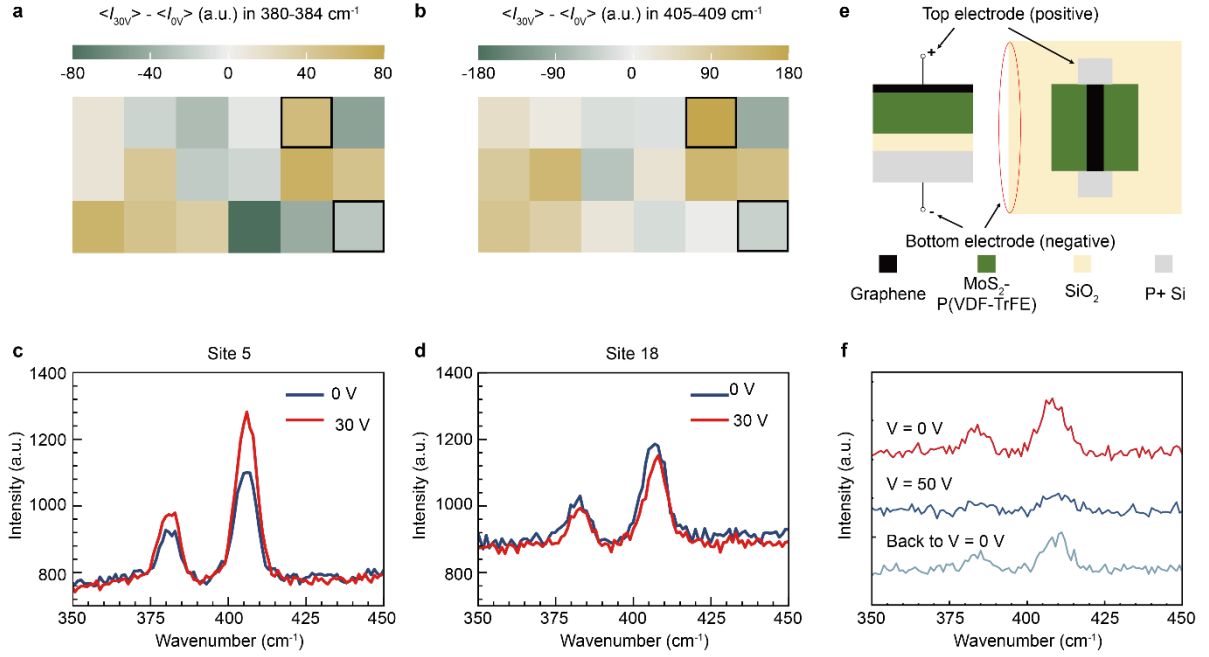 a
<I30V> - <I0V> (a.u.) in 380-384 cm⁻¹
-80 -40 0 40 80
b
<I30V> - <I0V> (a.u.) in 405-409 cm⁻¹
-180 -90 0 90 180
e
Top electrode (positive)
+
-
Bottom electrode (negative)
Graphene
MoS₂-
P(VDF-TrFE)
SiO₂
P+ Si
c
Site 5
1400
1200
1000
800
Intensity (a.u.)
0 V
30 V
350 375 400 425 450
Wavenumber (cm⁻¹)
d
Site 18
1400
1200
1000
800
Intensity (a.u.)
0 V
30 V
350 375 400 425 450
Wavenumber (cm⁻¹)
f
Intensity (a.u.)
V = 0 V
V = 50 V
Back to V = 0 V
350 375 400 425 450
Wavenumber (cm⁻¹)